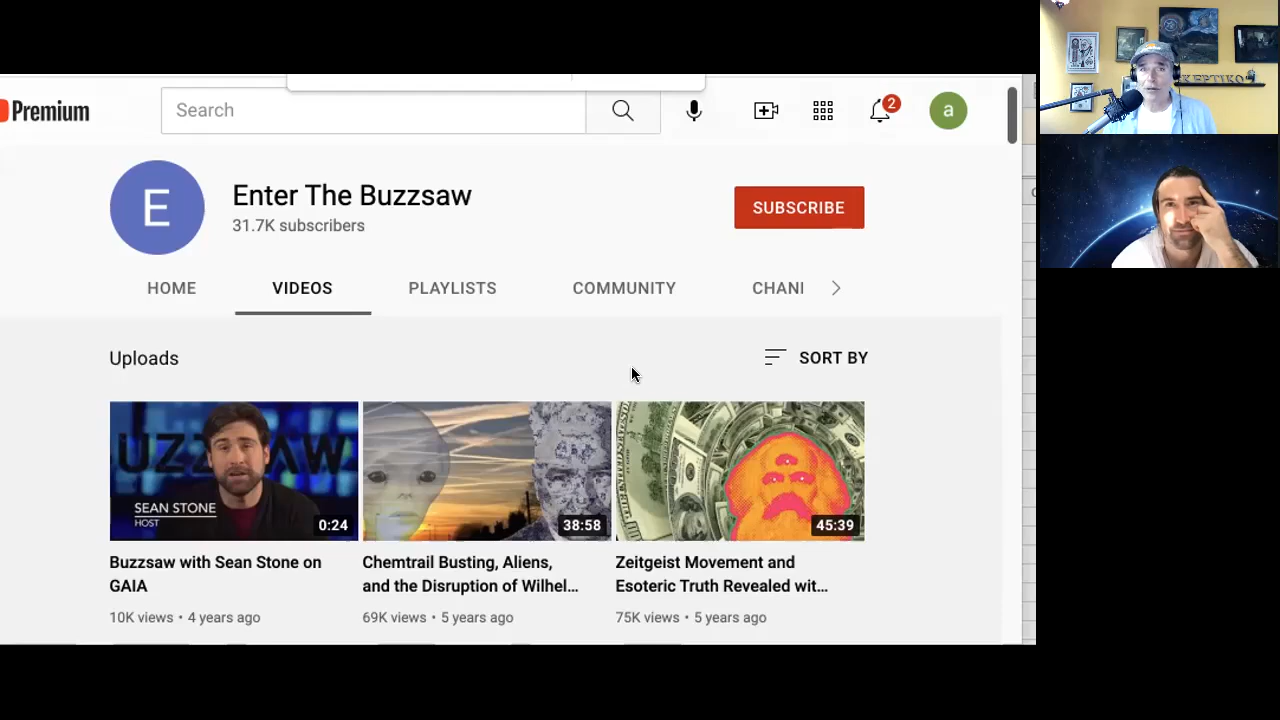 Premium
Search
2
a
E
Enter The Buzzsaw
31.7K subscribers
SUBSCRIBE
HOME
VIDEOS
PLAYLISTS
COMMUNITY
CHANI
Uploads
SORT BY
SEAN STONE
HOST
0:24
38:58
45:39
Buzzsaw with Sean Stone on
GAIA
10K views • 4 years ago
Chemtrail Busting, Aliens,
and the Disruption of Wilhel...
69K views • 5 years ago
Zeitgeist Movement and
Esoteric Truth Revealed wit...
75K views • 5 years ago
SKEPTIKO